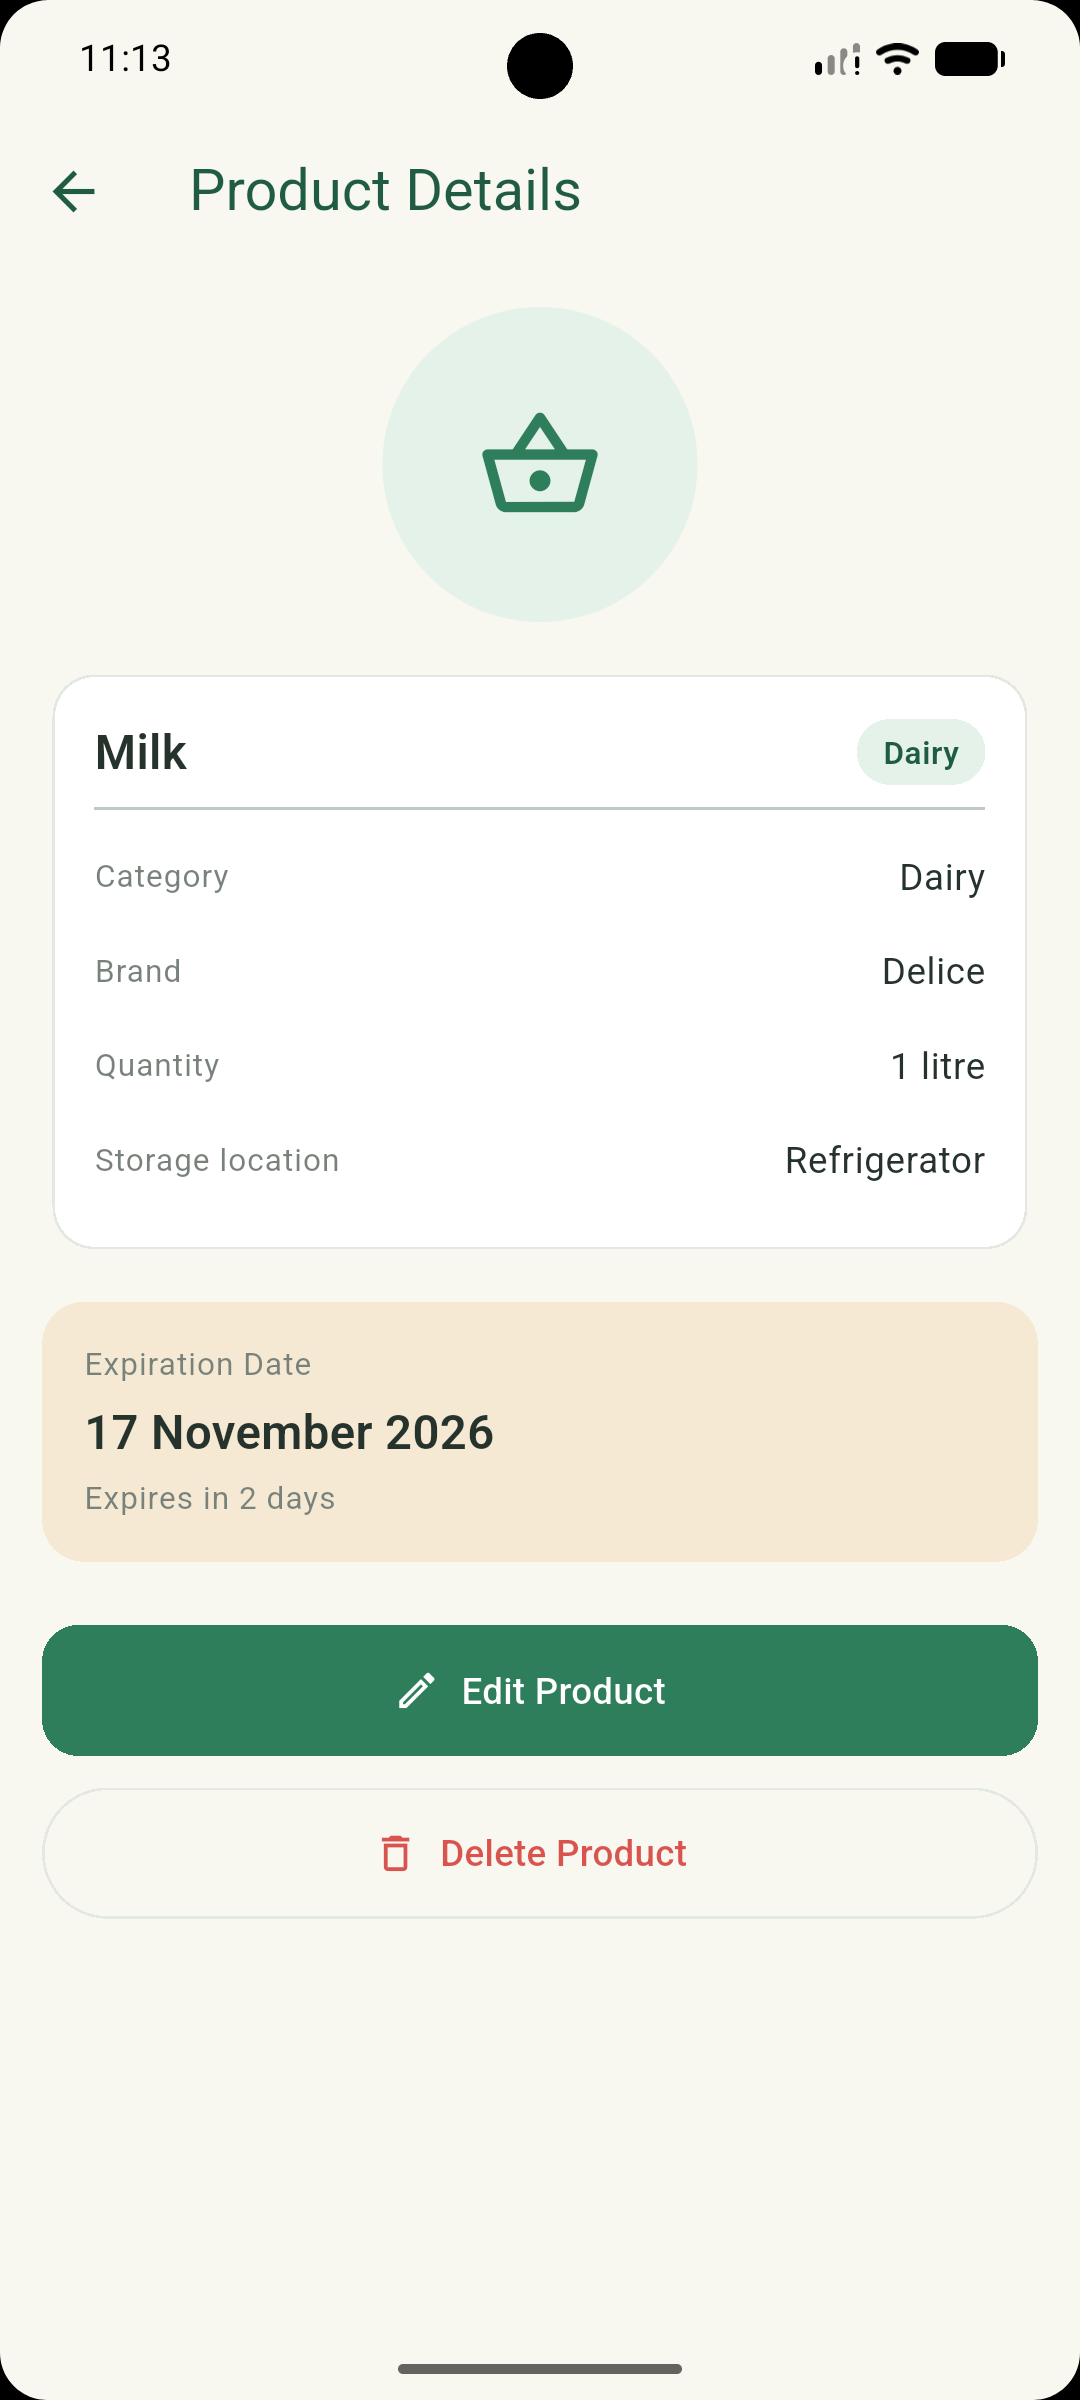 11:13
Product Details
Milk
Dairy
Category
Dairy
Brand
Delice
Quantity
1 litre
Storage location
Refrigerator
Expiration Date
17 November 2026
Expires in 2 days
Edit Product
Delete Product